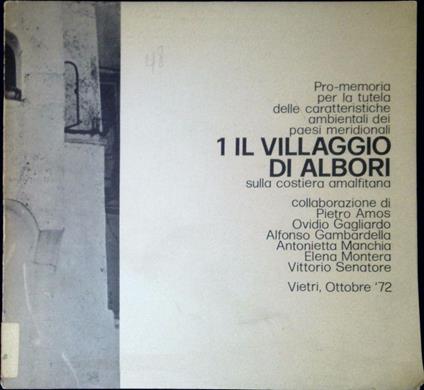 48
Pro-memoria
per la tutela
delle caratteristiche
ambientali dei
paesi meridionali
1 IL VILLAGGIO
DI ALBORI
sulla costiera amalfitana
collaborazione di
Pietro Amos
Ovidio Gagliardo
Alfonso Gambardella
Antonietta Manchia
Elena Montera
Vittorio Senatore
Vietri, Ottobre '72